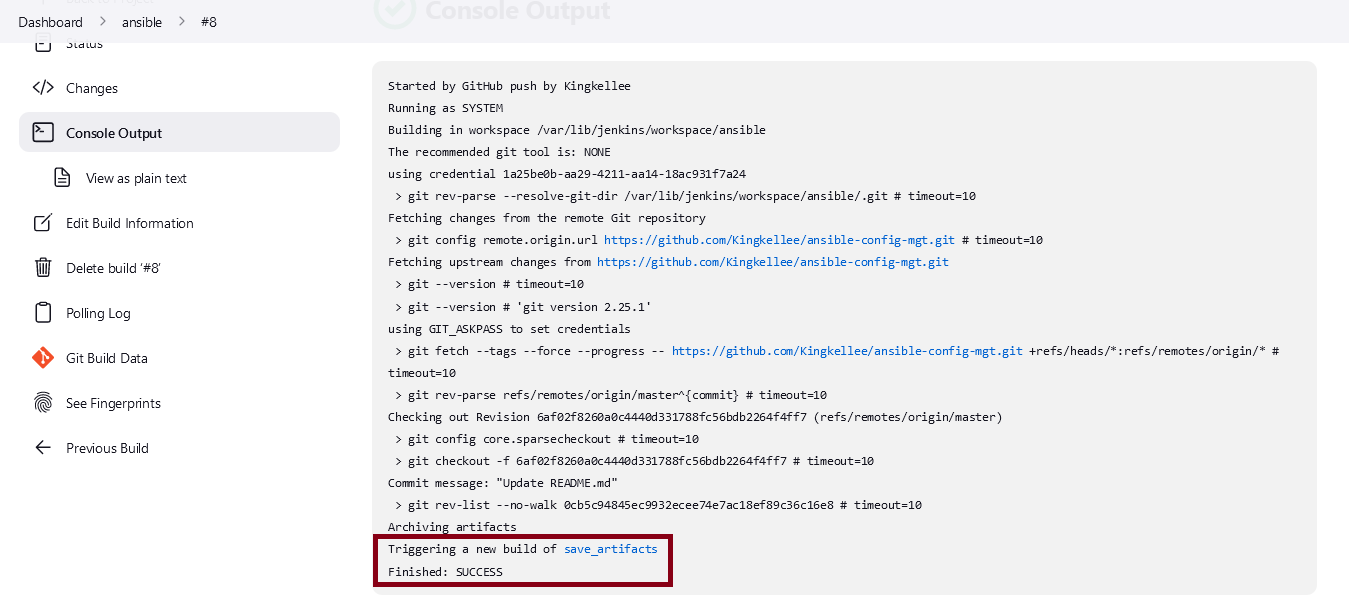 Console Output
Dashboard > ansible > #8
Status
Changes
Console Output
View as plain text
Edit Build Information
Delete build ‘#8’
Polling Log
Git Build Data
See Fingerprints
Previous Build
Started by GitHub push by Kingkellee
Running as SYSTEM
Building in workspace /var/lib/jenkins/workspace/ansible
The recommended git tool is: NONE
using credential 1a25be0b-aa29-4211-aa14-18ac931f7a24
> git rev-parse --resolve-git-dir /var/lib/jenkins/workspace/ansible/.git # timeout=10
Fetching changes from the remote Git repository
> git config remote.origin.url https://github.com/Kingkellee/ansible-config-mgt.git # timeout=10
Fetching upstream changes from https://github.com/Kingkellee/ansible-config-mgt.git
> git --version # timeout=10
> git --version # 'git version 2.25.1'
using GIT_ASKPASS to set credentials
> git fetch --tags --force --progress -- https://github.com/Kingkellee/ansible-config-mgt.git +refs/heads/*:refs/remotes/origin/* #
timeout=10
> git rev-parse refs/remotes/origin/master^{commit} # timeout=10
Checking out Revision 6af02f8260a0c4440d331788fc56bdb2264f4ff7 (refs/remotes/origin/master)
> git config core.sparsecheckout # timeout=10
> git checkout -f 6af02f8260a0c4440d331788fc56bdb2264f4ff7 # timeout=10
Commit message: "Update README.md"
> git rev-list --no-walk 0cb5c94845ec9932ecee74e7ac18ef89c36c16e8 # timeout=10
Archiving artifacts
Triggering a new build of save_artifacts
Finished: SUCCESS